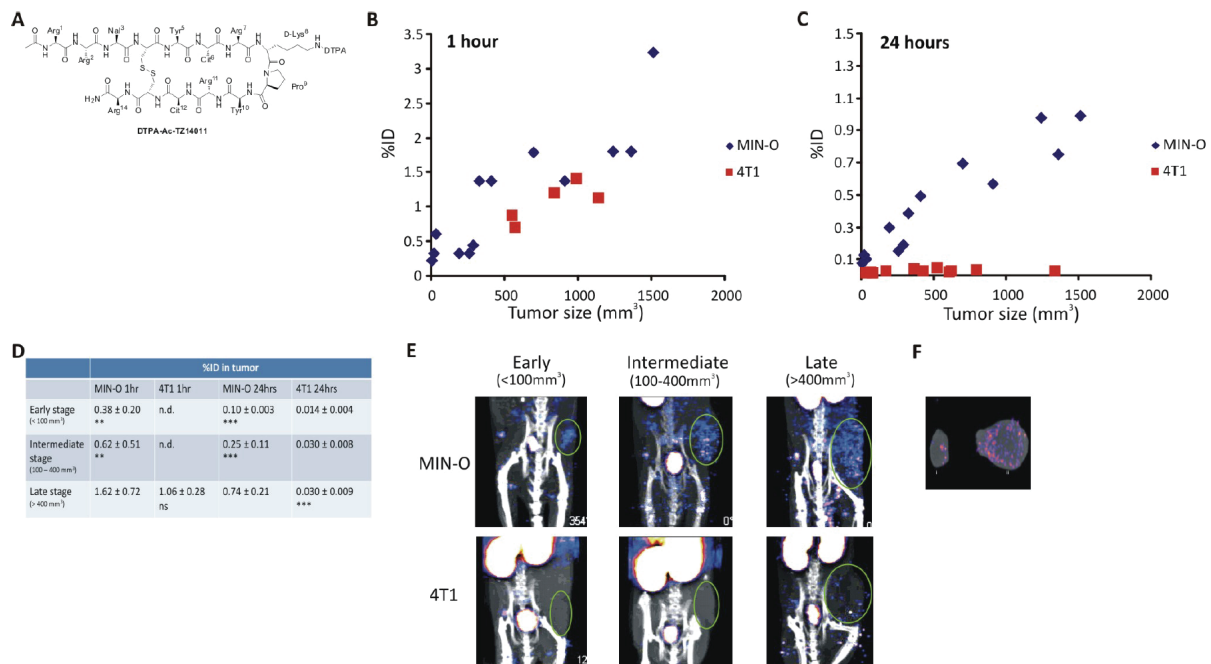 A
Arg1
Nal3
Tyr5
Arg7
D-Lys8
Arg2
Cit6
DTPA
Arg11
Pro9
Arg14
Cit12
Tyr10
DTPA-Ac-TZ14011
B
1 hour
3.5
3
2.5
2
1.5
1
0.5
0
%ID
0 500 1000 1500 2000
Tumor size (mm3)
MIN-O
4T1
C
24 hours
1.5
1.3
1.1
0.9
0.7
0.5
0.3
0.1
%ID
0 500 1000 1500 2000
Tumor size (mm3)
MIN-O
4T1
D
%ID in tumor
MIN-O 1hr 4T1 1hr MIN-O 24hrs 4T1 24hrs
Early stage 0.38 ± 0.20 n.d. 0.10 ± 0.003 0.014 ± 0.004
(< 100 mm3) ** ***
Intermediate 0.62 ± 0.51 n.d. 0.25 ± 0.11 0.030 ± 0.008
stage ** ***
(100 – 400 mm3)
Late stage 1.62 ± 0.72 1.06 ± 0.28 0.74 ± 0.21 0.030 ± 0.009
(> 400 mm3) ns ***
E
Early Intermediate Late
(<100mm3) (100-400mm3) (>400mm3)
MIN-O
354°
0°
4T1
12
F